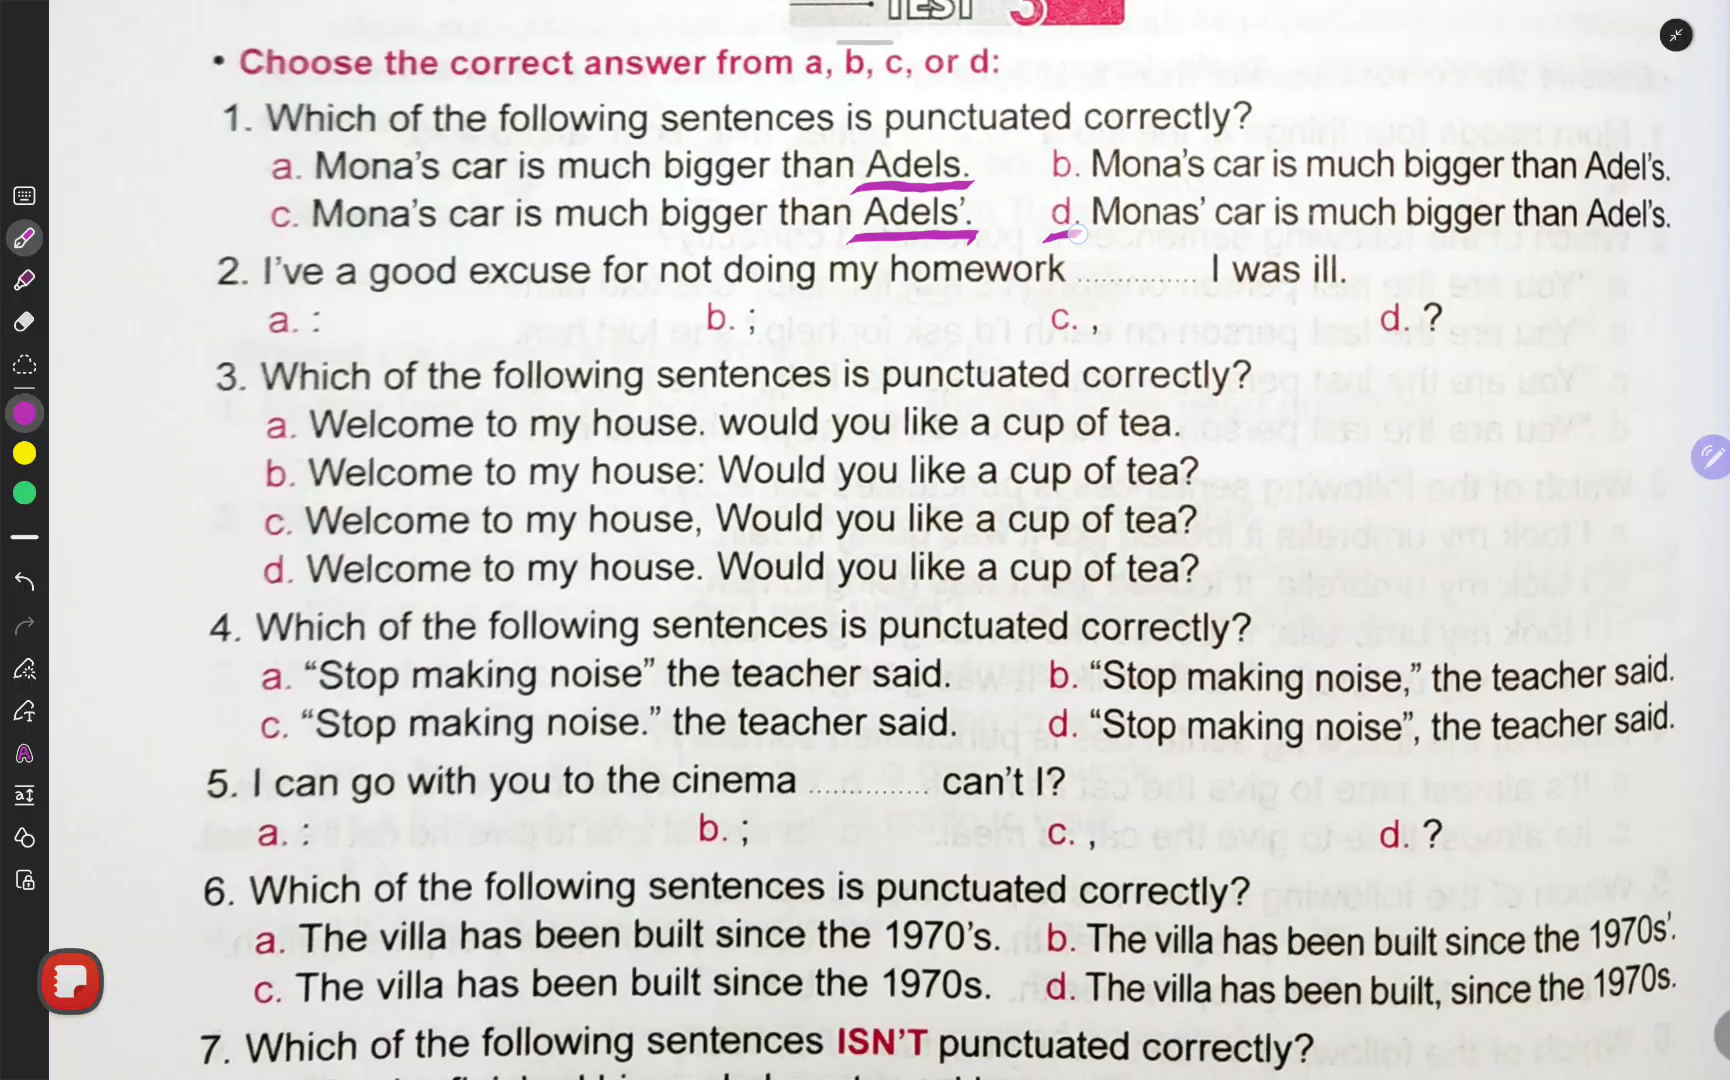 TEST 3
• Choose the correct answer from a, b, c, or d:
1. Which of the following sentences is punctuated correctly?
a. Mona's car is much bigger than Adels. b. Mona's car is much bigger than Adel's.
c. Mona's car is much bigger than Adels'. d. Monas' car is much bigger than Adel's.
2. I've a good excuse for not doing my homework ............ I was ill.
a. : b. ; c. , d. ?
3. Which of the following sentences is punctuated correctly?
a. Welcome to my house. would you like a cup of tea.
b. Welcome to my house: Would you like a cup of tea?
c. Welcome to my house, Would you like a cup of tea?
d. Welcome to my house. Would you like a cup of tea?
4. Which of the following sentences is punctuated correctly?
a. “Stop making noise” the teacher said. b. “Stop making noise,” the teacher said.
c. “Stop making noise.” the teacher said. d. “Stop making noise”, the teacher said.
5. I can go with you to the cinema ............ can't I?
a. : b. ; c. , d. ?
6. Which of the following sentences is punctuated correctly?
a. The villa has been built since the 1970's. b. The villa has been built since the 1970s'.
c. The villa has been built since the 1970s. d. The villa has been built, since the 1970s.
7. Which of the following sentences ISN'T punctuated correctly?